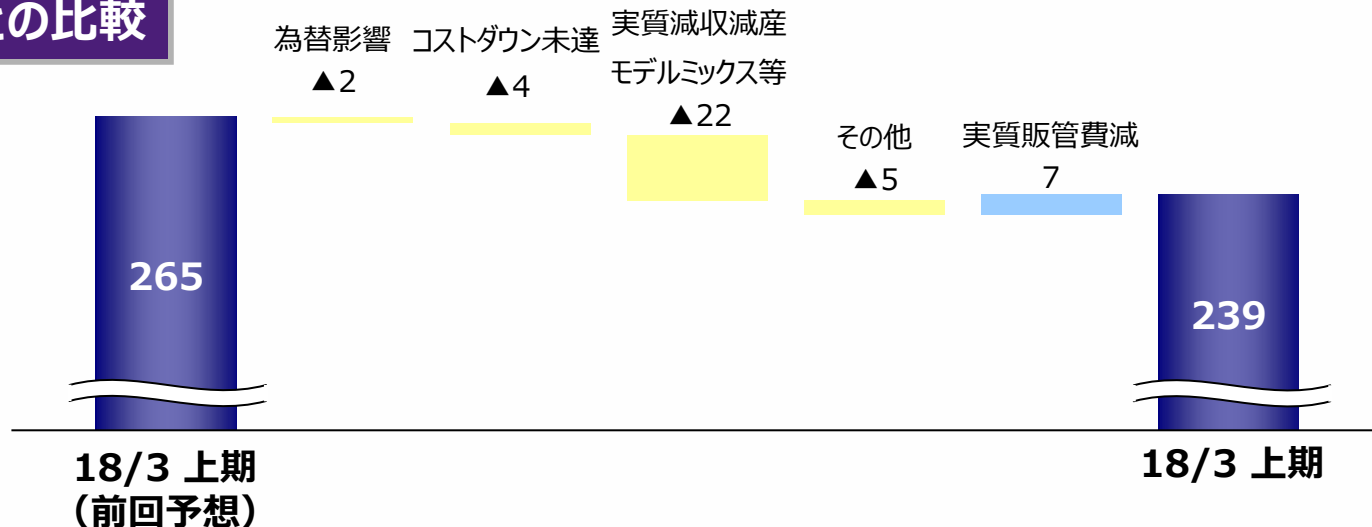 の比較
為替影響
▲2
コストダウン未達
▲4
実質減収減産
モデルミックス等
▲22
その他
▲5
実質販管費減
7
265
239
18/3 上期
（前回予想）
18/3 上期